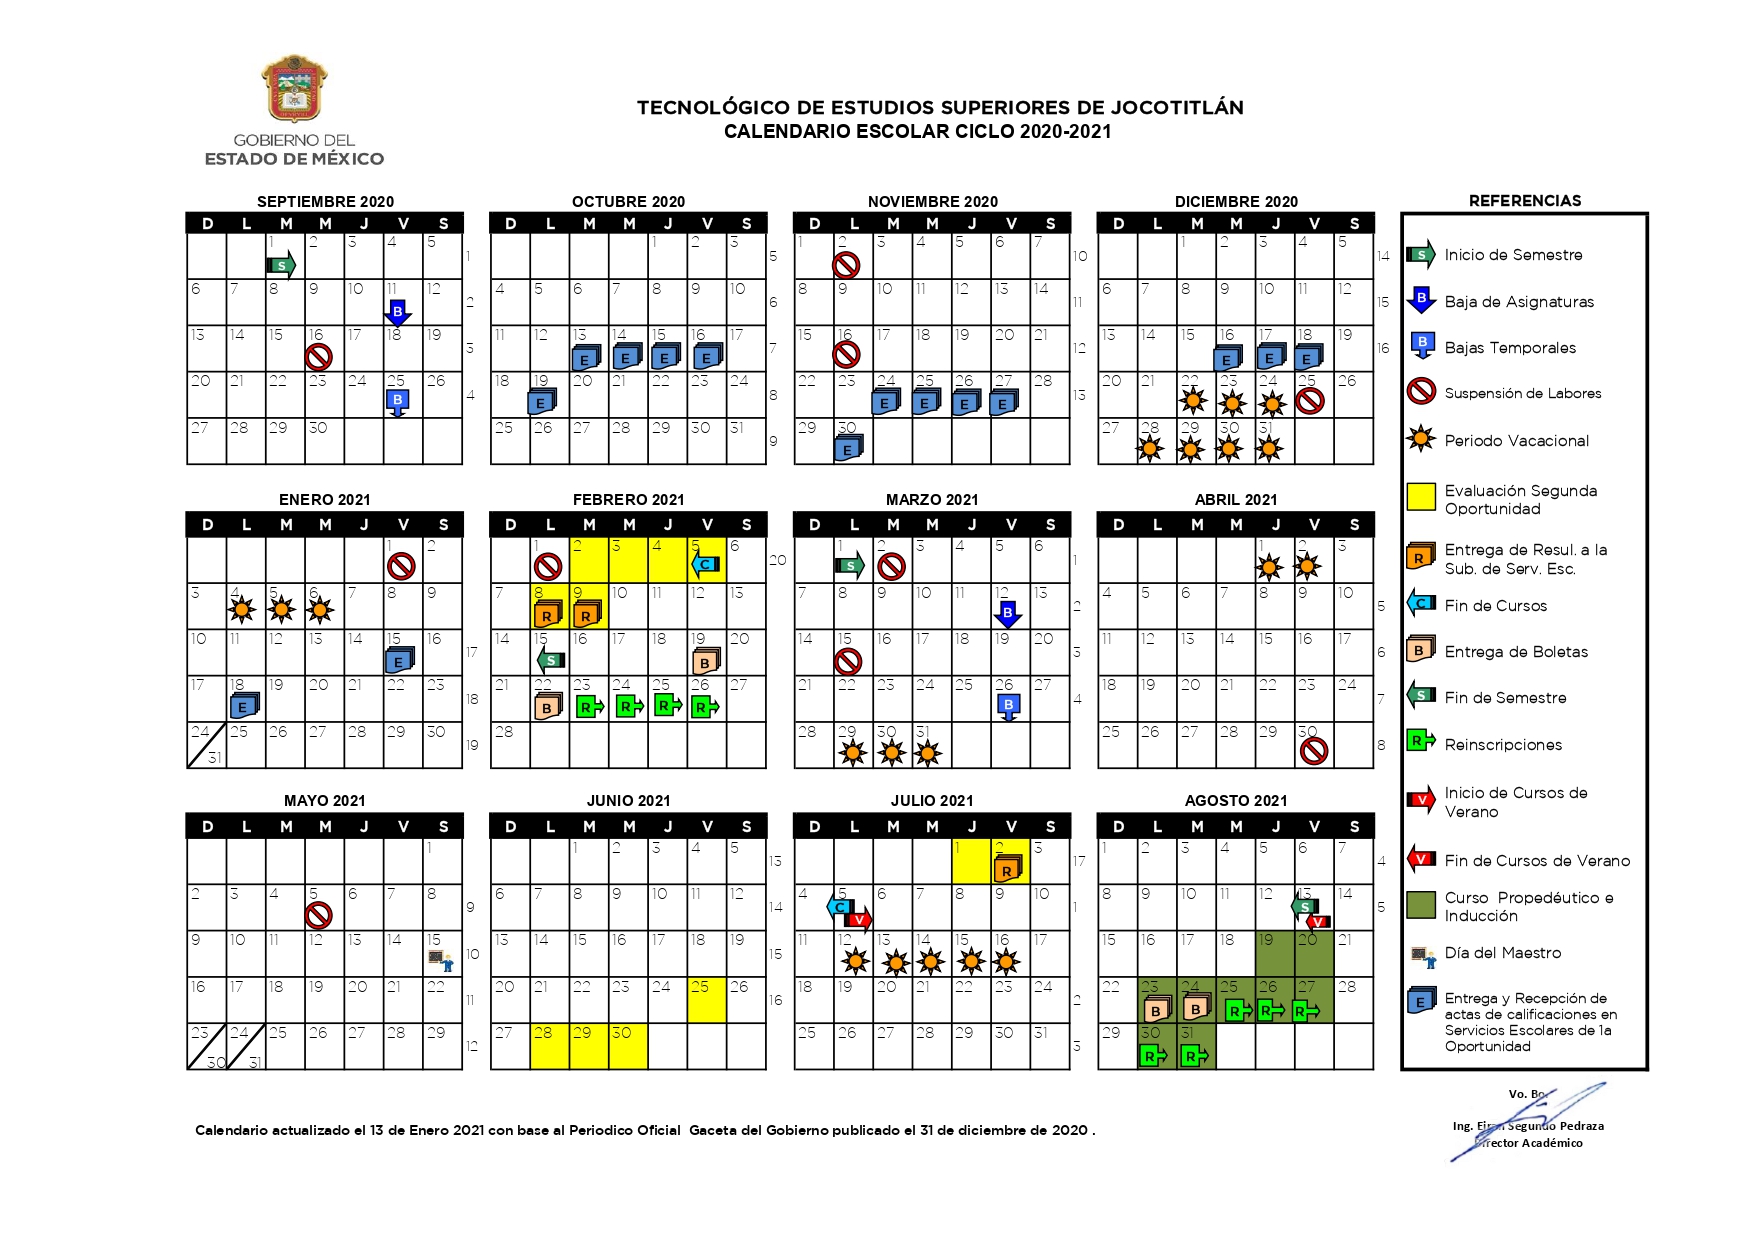 GOBIERNO DEL
ESTADO DE MÉXICO
TECNOLÓGICO DE ESTUDIOS SUPERIORES DE JOCOTITLÁN
CALENDARIO ESCOLAR CICLO 2020-2021
SEPTIEMBRE 2020
D L M M J V S
1 2 3 4 5 1
S
6 7 8 9 10 11 12 2
B
13 14 15 16 17 18 19 3
20 21 22 23 24 25 26 4
B
27 28 29 30
OCTUBRE 2020
D L M M J V S
1 2 3 5
4 5 6 7 8 9 10 6
11 12 13 14 15 16 17 7
E E E E
18 19 20 21 22 23 24 8
E
25 26 27 28 29 30 31 9
NOVIEMBRE 2020
D L M M J V S
1 2 3 4 5 6 7 10
8 9 10 11 12 13 14 11
15 16 17 18 19 20 21 12
22 23 24 25 26 27 28 13
E E E E
29 30
E
DICIEMBRE 2020
D L M M J V S
1 2 3 4 5 14
6 7 8 9 10 11 12 15
13 14 15 16 17 18 19 16
E E E
20 21 22 23 24 25 26
27 28 29 30 31
ENERO 2021
D L M M J V S
1 2
3 4 5 6 7 8 9
10 11 12 13 14 15 16 17
E
17 18 19 20 21 22 23 18
E
24 25 26 27 28 29 30 19
31
FEBRERO 2021
D L M M J V S
1 2 3 4 5 6 20
C
7 8 9 10 11 12 13
R R
14 15 16 17 18 19 20
S B
21 22 23 24 25 26 27
B R R R R
28
MARZO 2021
D L M M J V S
1 2 3 4 5 6 1
S
7 8 9 10 11 12 13 2
B
14 15 16 17 18 19 20 3
21 22 23 24 25 26 27 4
B
28 29 30 31
ABRIL 2021
D L M M J V S
1 2 3
4 5 6 7 8 9 10 5
11 12 13 14 15 16 17 6
18 19 20 21 22 23 24 7
25 26 27 28 29 30 8
MAYO 2021
D L M M J V S
1
2 3 4 5 6 7 8 9
9 10 11 12 13 14 15 10
16 17 18 19 20 21 22 11
23 24 25 26 27 28 29 12
30 31
JUNIO 2021
D L M M J V S
1 2 3 4 5 13
6 7 8 9 10 11 12 14
13 14 15 16 17 18 19 15
20 21 22 23 24 25 26 16
27 28 29 30
JULIO 2021
D L M M J V S
1 2 3 17
R
4 5 6 7 8 9 10 1
C
V
11 12 13 14 15 16 17
18 19 20 21 22 23 24 2
25 26 27 28 29 30 31 3
AGOSTO 2021
D L M M J V S
1 2 3 4 5 6 7 4
8 9 10 11 12 13 14 5
S
V
15 16 17 18 19 20 21
22 23 24 25 26 27 28
B B R R R
29 30 31
R R
REFERENCIAS
S Inicio de Semestre
B Baja de Asignaturas
B Bajas Temporales
Suspensión de Labores
Periodo Vacacional
Evaluación Segunda
Oportunidad
R Entrega de Resul. a la
Sub. de Serv. Esc.
C Fin de Cursos
B Entrega de Boletas
S Fin de Semestre
R Reinscripciones
V Inicio de Cursos de
Verano
V Fin de Cursos de Verano
Curso Propedéutico e
Inducción
Día del Maestro
E Entrega y Recepción de
actas de calificaciones en
Servicios Escolares de 1a
Oportunidad
Vo. Bo.
Ing. Segundo Pedraza
Director Académico
Calendario actualizado el 13 de Enero 2021 con base al Periodico Oficial Gaceta del Gobierno publicado el 31 de diciembre de 2020 .